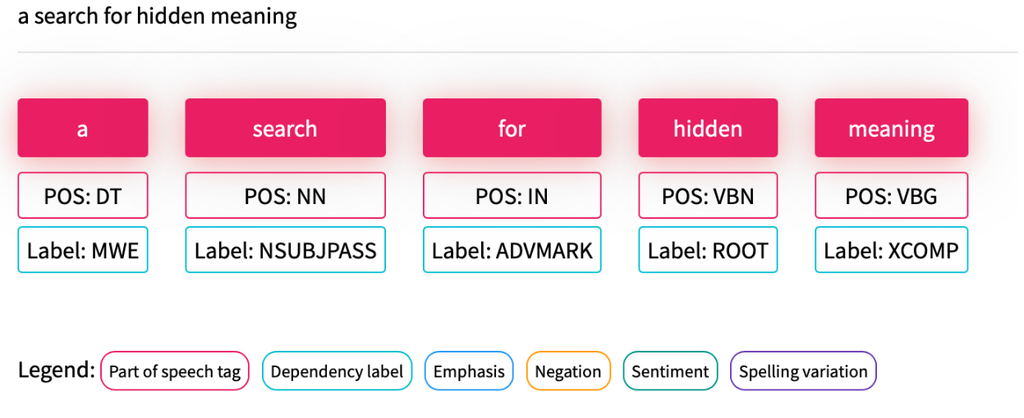 a search for hidden meaning
a search for hidden meaning
POS: DT POS: NN POS: IN POS: VBN POS: VBG
Label: MWE Label: NSUBJPASS Label: ADVMARK Label: ROOT Label: XCOMP
Legend: Part of speech tag Dependency label Emphasis Negation Sentiment Spelling variation